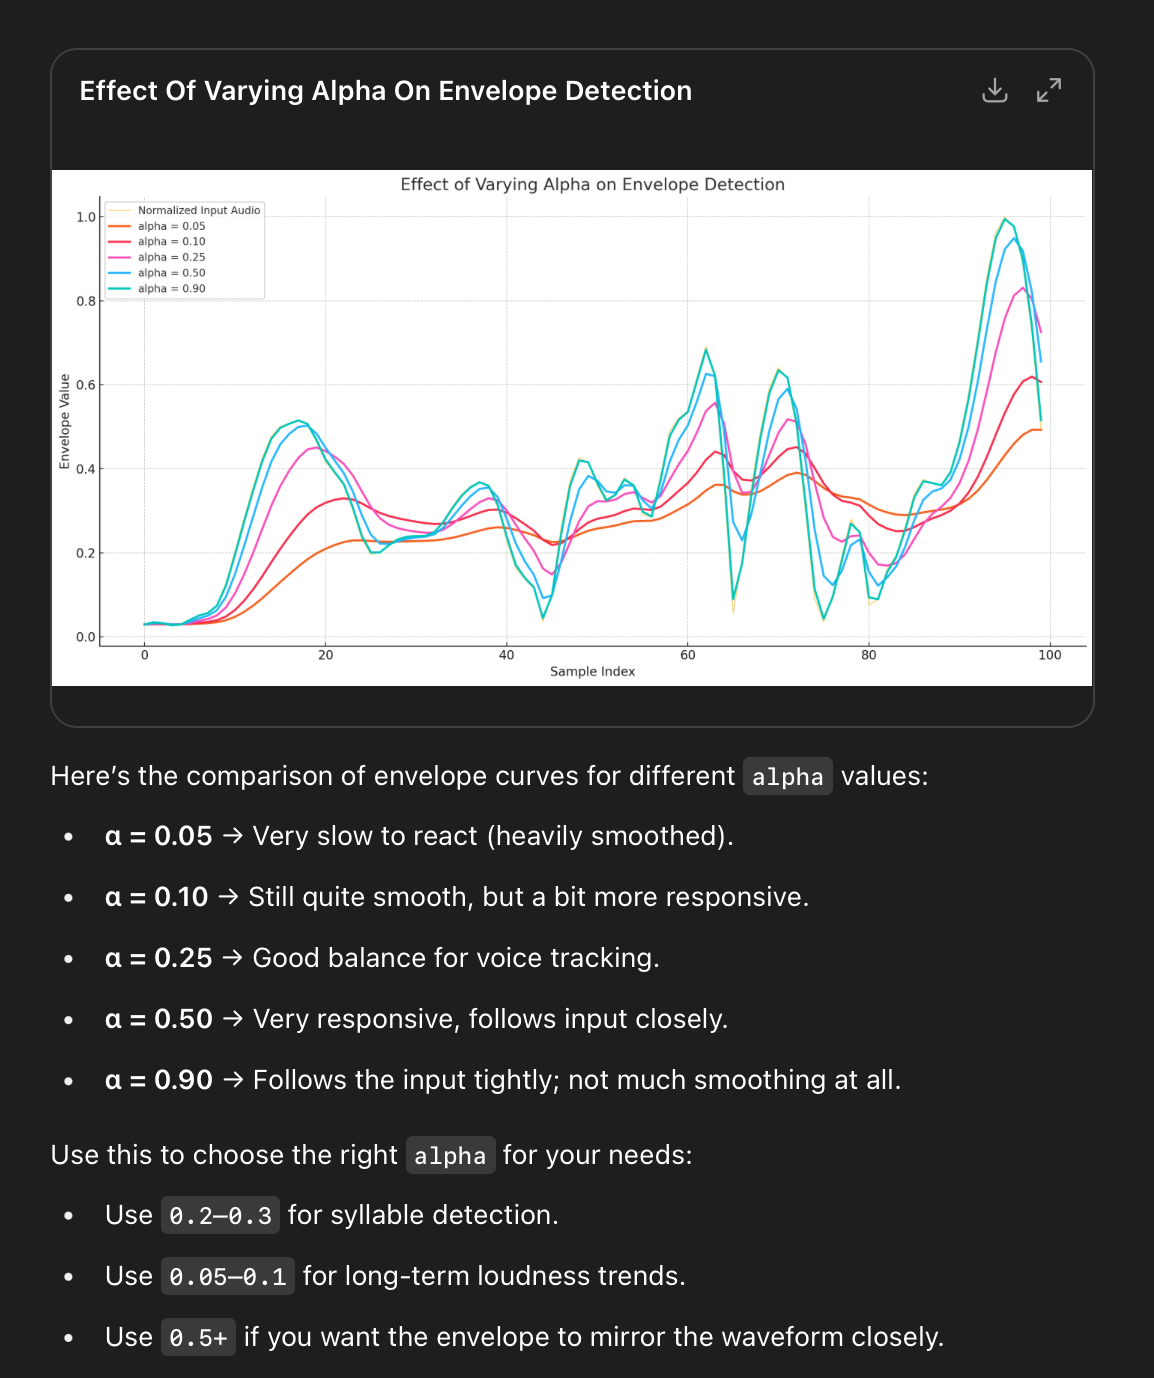 Effect Of Varying Alpha On Envelope Detection
Effect of Varying Alpha on Envelope Detection
Normalized Input Audio
alpha = 0.05
alpha = 0.10
alpha = 0.25
alpha = 0.50
alpha = 0.90
1.0
0.8
0.6
0.4
0.2
0.0
Envelope Value
0 20 40 60 80 100
Sample Index
Here’s the comparison of envelope curves for different alpha values:
• α = 0.05 → Very slow to react (heavily smoothed).
• α = 0.10 → Still quite smooth, but a bit more responsive.
• α = 0.25 → Good balance for voice tracking.
• α = 0.50 → Very responsive, follows input closely.
• α = 0.90 → Follows the input tightly; not much smoothing at all.
Use this to choose the right alpha for your needs:
• Use 0.2–0.3 for syllable detection.
• Use 0.05–0.1 for long-term loudness trends.
• Use 0.5+ if you want the envelope to mirror the waveform closely.